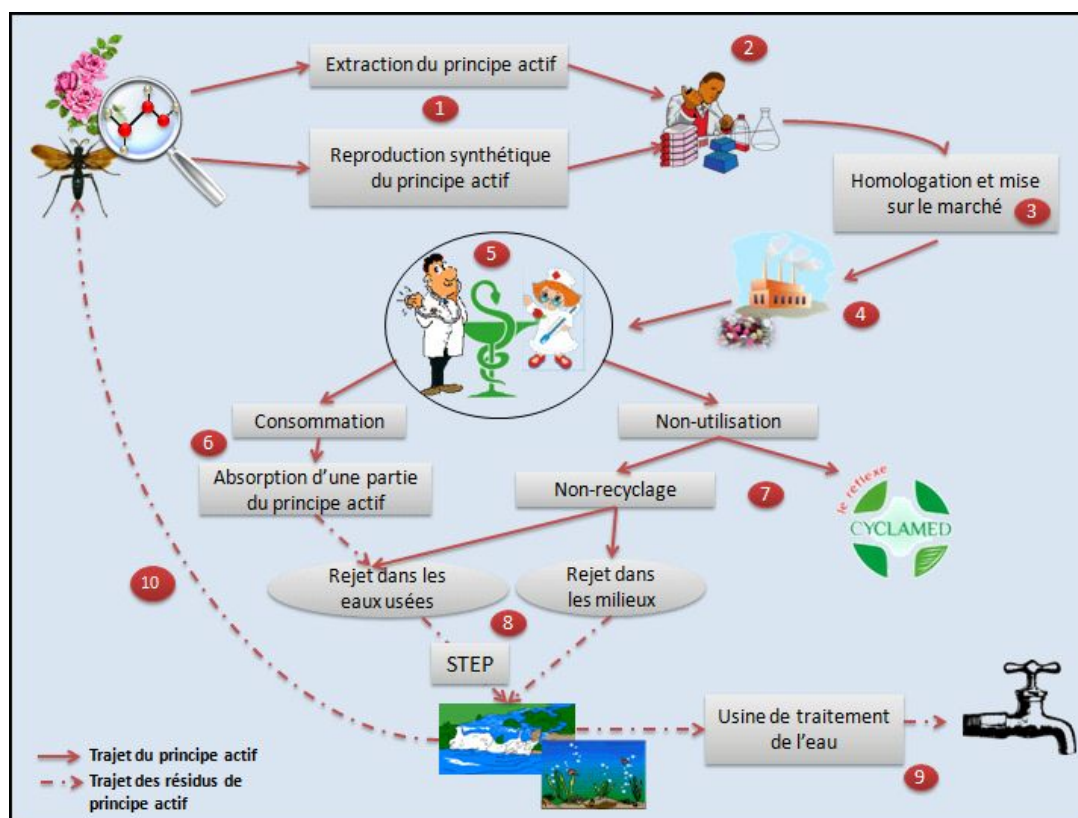 Extraction du principe actif
1
Reproduction synthétique
du principe actif
2
Homologation et mise
sur le marché
3
4
5
Consommation
Non-utilisation
6
Absorption d'une partie
du principe actif
Non-recyclage
7
le reflexe
CYCLAMED
Rejet dans les
eaux usées
Rejet dans
les milieux
10
8
STEP
Usine de traitement
de l'eau
9
Trajet du principe actif
Trajet des résidus de
principe actif